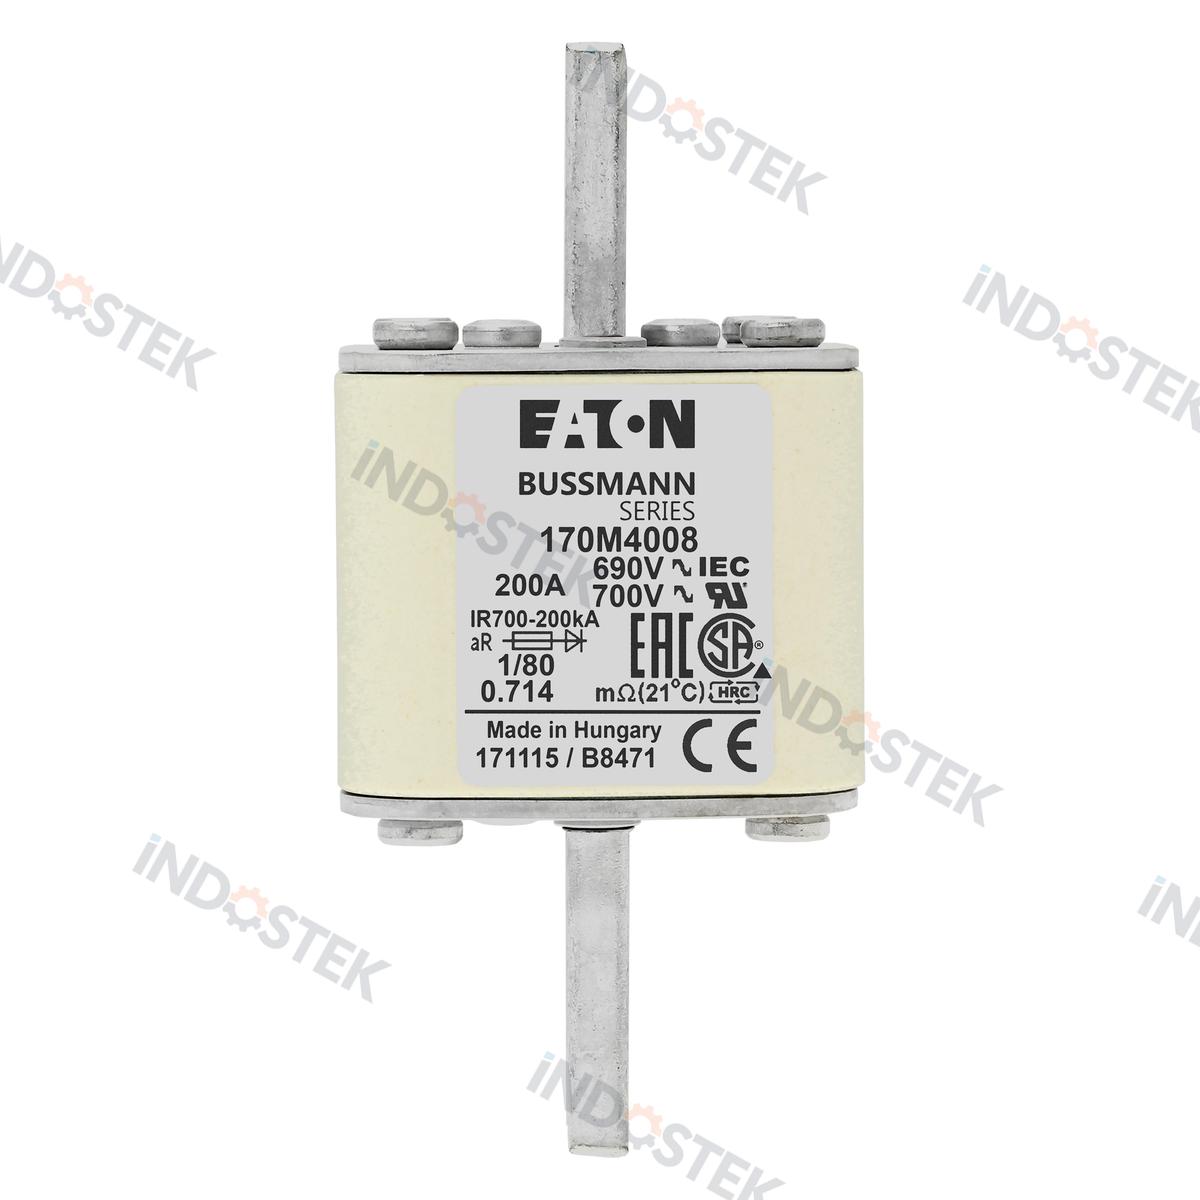 iNDOSTEK
iNDOSTEK
iNDOSTEK
EATON
BUSSMANN
SERIES
170M4008
iNDOSTEK
690V IEC
200A 700V
IR700-200kA
aR
EAC SA ®
1/80
0.714 mΩ(21°C) HRC
iNDOSTEK
Made in Hungary
171115 / B8471 CE
iNDOSTEK
iNDOSTEK